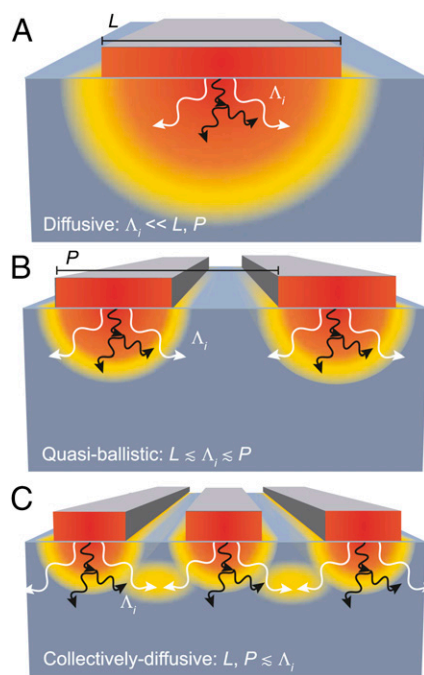 A
L
Λi
Diffusive: Λi << L, P
B
P
Λi
Quasi-ballistic: L ≲ Λi ≲ P
C
Λi
Collectively-diffusive: L, P ≲ Λi